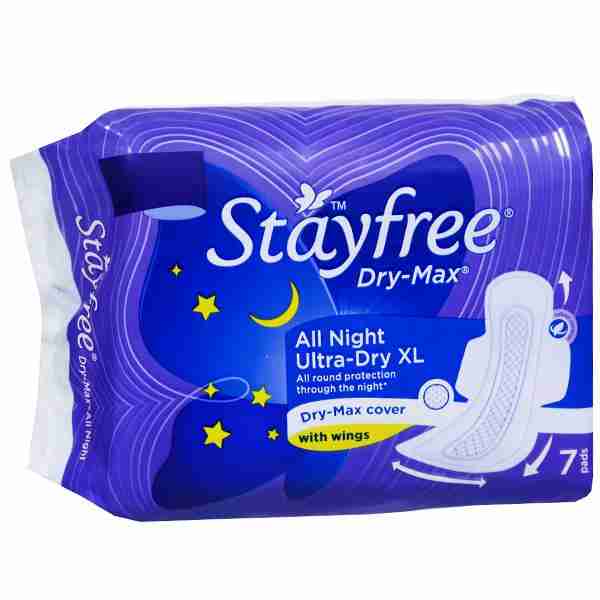 Stayfree®
Dry-Max® All Night
™
Stayfree®
Dry-Max®
All Night
Ultra-Dry XL
All round protection
through the night*
Dry-Max cover
with wings
7
pads